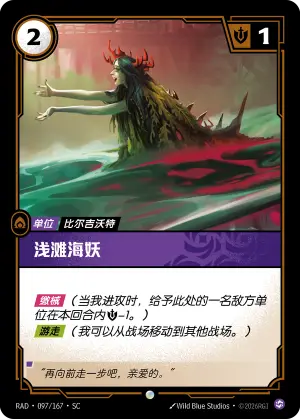 2
1
单位 比尔吉沃特
浅滩海妖
缴械 （当我进攻时，给予此处的一名敌方单
位在本回合内-1。）
游走 （我可以从战场移动到其他战场。）
"再向前走一步吧，亲爱的。"
RAD • 097/167 • SC
Wild Blue Studios • ©2026RGI